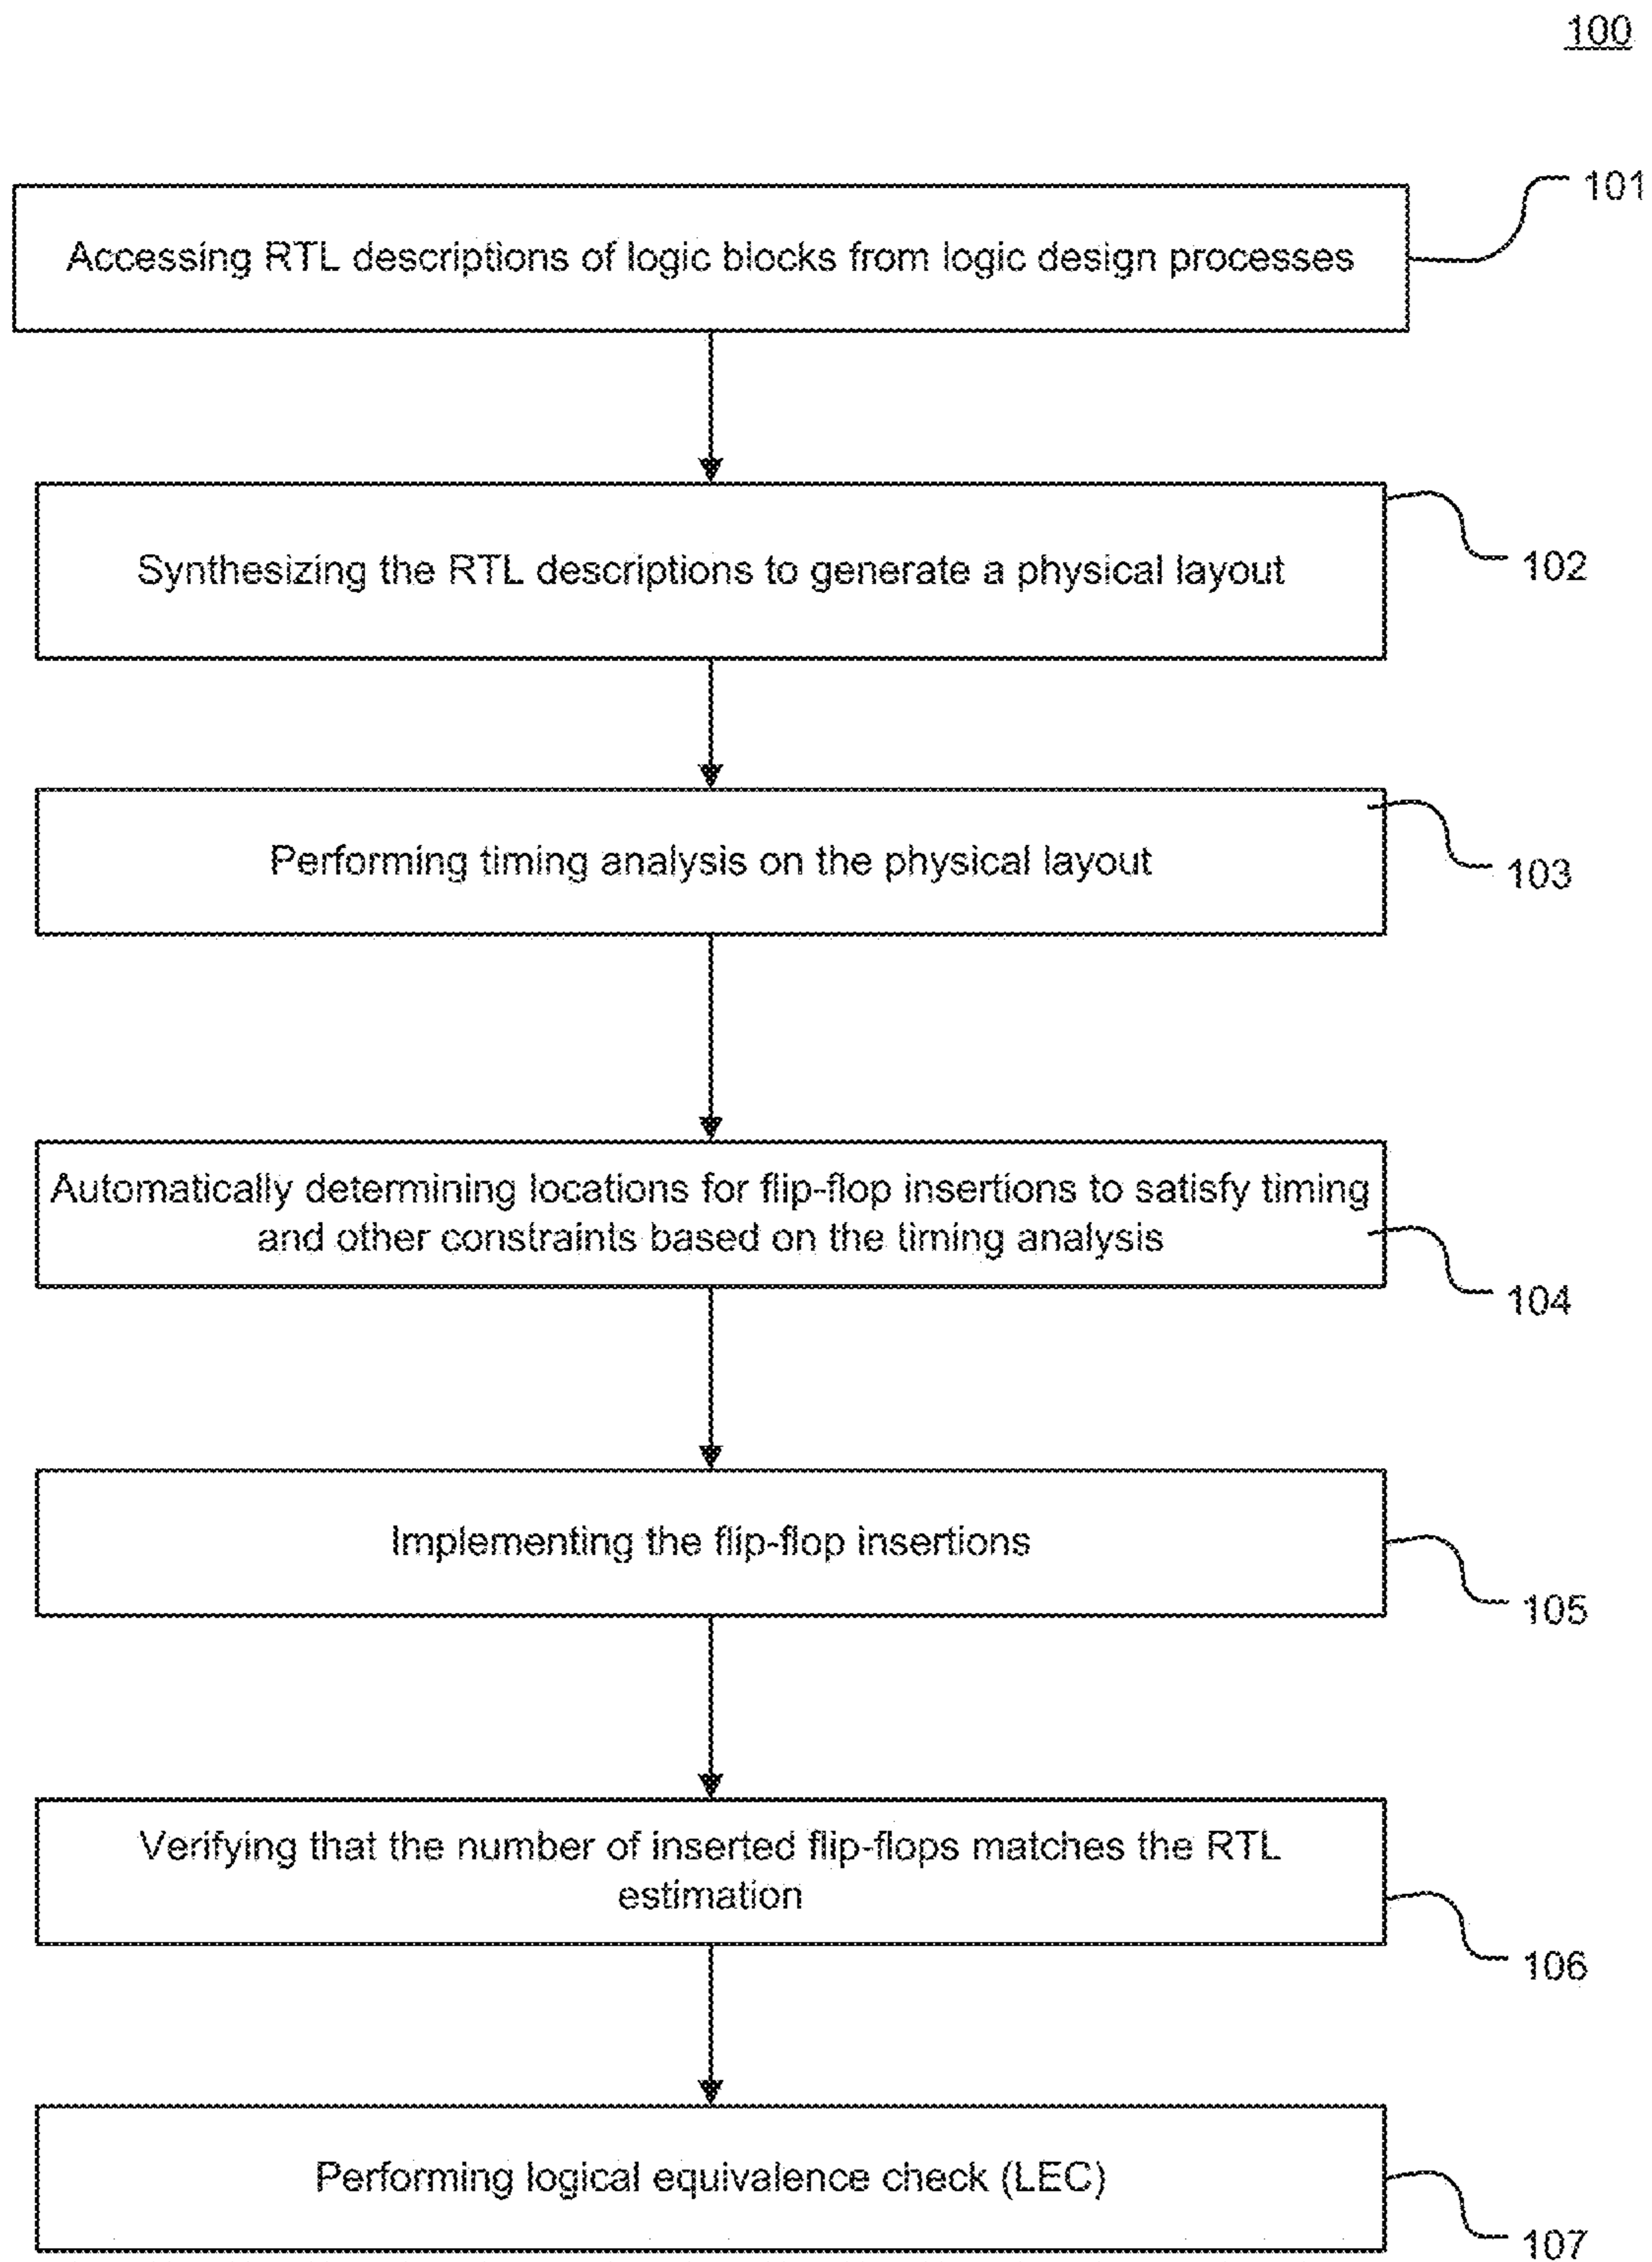 100
Accessing RTL descriptions of logic blocks from logic design processes
101
Synthesizing the RTL descriptions to generate a physical layout
102
Performing timing analysis on the physical layout
103
Automatically determining locations for flip-flop insertions to satisfy timing
and other constraints based on the timing analysis
104
Implementing the flip-flop insertions
105
Verifying that the number of inserted flip-flops matches the RTL
estimation
106
Performing logical equivalence check (LEC)
107